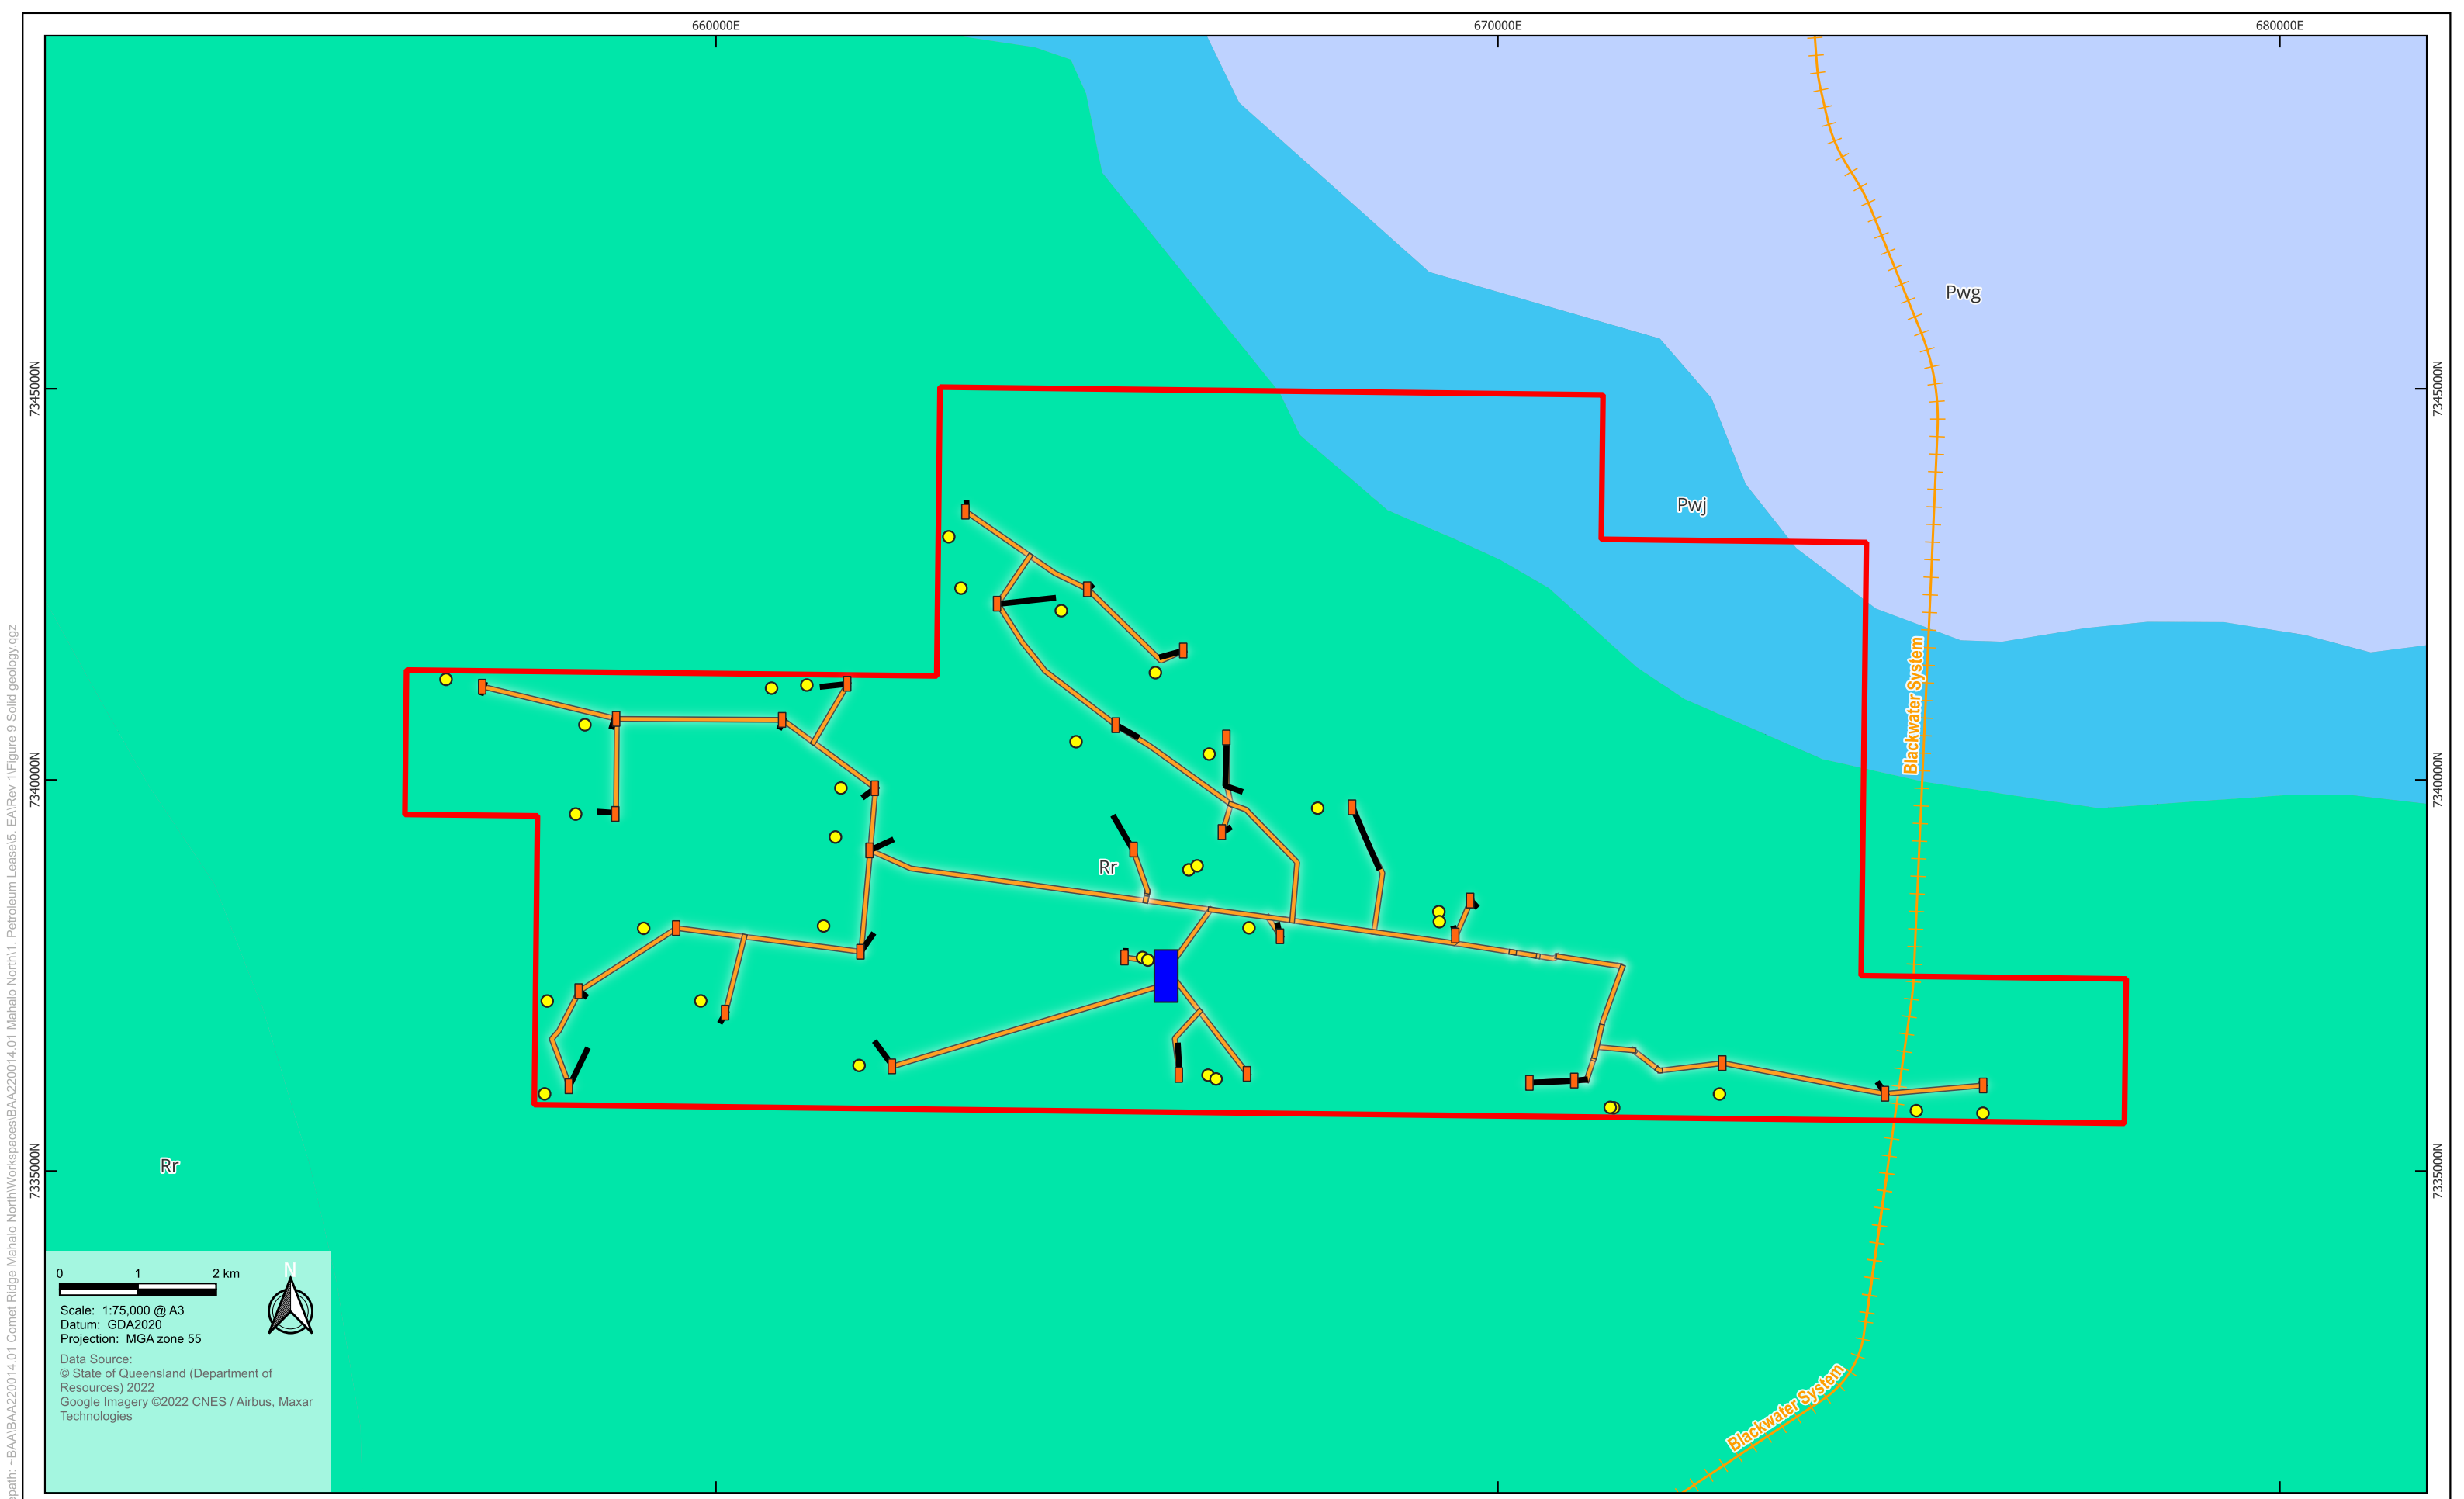 660000E
670000E
680000E
Pwg
7345000N
7345000N
Pwj
Blackwater System
7340000N
7340000N
Rr
Rr
7335000N
7335000N
N
0 1 2 km
Scale: 1:75,000 @ A3
Datum: GDA2020
Projection: MGA zone 55
Data Source:
© State of Queensland (Department of
Resources) 2022
Google Imagery ©2022 CNES / Airbus, Maxar
Technologies
Blackwater System
path: ~BAA\BAA220014.01 Comet Ridge Mahalo North\Workspaces\BAA220014.01 Mahalo North\1. Petroleum Lease\5. EA\Rev 1\Figure 9 Solid geology.qgz